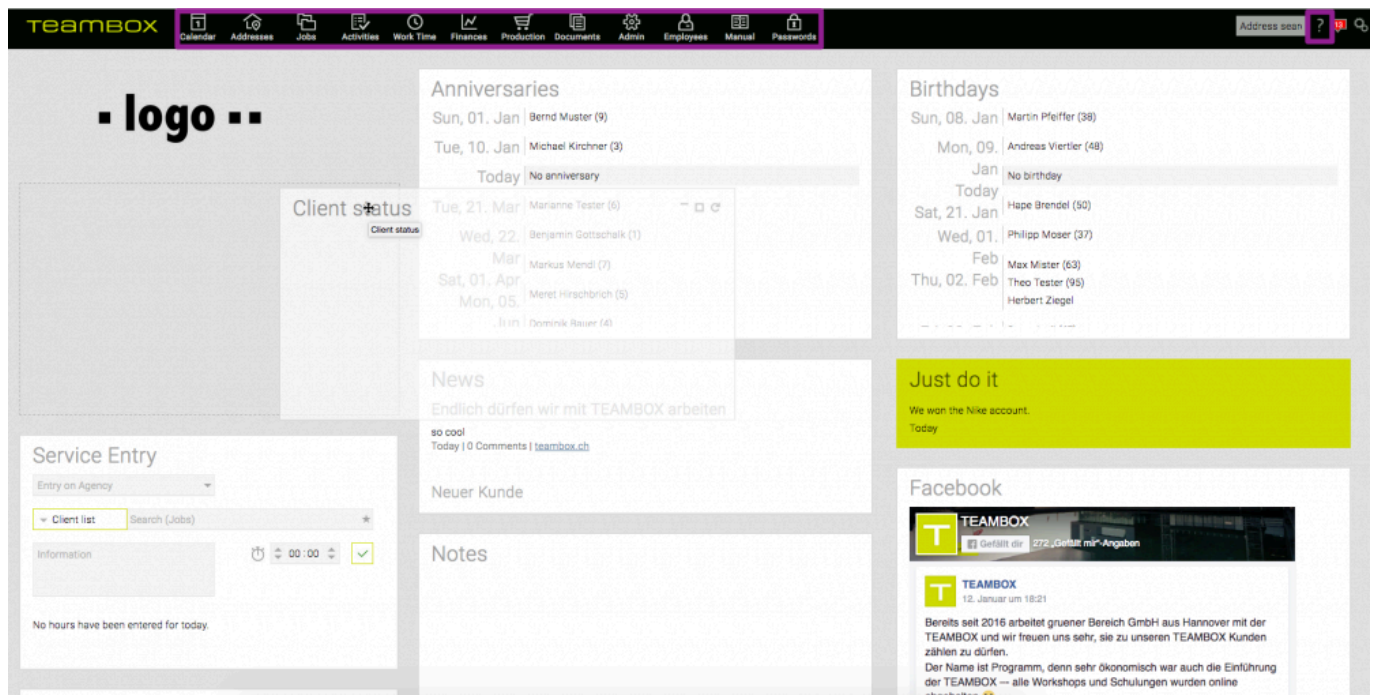 TEAMBOX
Calendar Addresses Jobs Activities Work Time Finances Production Documents Admin Employees Manual Passwords
Address sean ? 13
logo
Client status
Client status
Service Entry
Entry on Agency
Client list Search (Jobs)
Information
00:00
No hours have been entered for today.
Anniversaries
Sun, 01. Jan Bernd Muster (9)
Tue, 10. Jan Michael Kirchner (3)
Today No anniversary
Tue, 21. Mar Marianne Tester (6)
Wed, 22. Benjamin Gottschalk (1)
Mar Markus Mendl (7)
Sat, 01. Apr
Mon, 05. Meret Hirschbrich (5)
Jun Dominik Bauer (4)
News
Endlich dürfen wir mit TEAMBOX arbeiten
so cool
Today | 0 Comments | teambox.ch
Neuer Kunde
Notes
Birthdays
Sun, 08. Jan Martin Pfeiffer (38)
Mon, 09. Andreas Viertler (48)
Jan No birthday
Today
Sat, 21. Jan Hape Brendel (50)
Wed, 01. Philipp Moser (37)
Feb Max Mister (63)
Thu, 02. Feb Theo Tester (95)
Herbert Ziegel
Just do it
We won the Nike account.
Today
Facebook
TEAMBOX
Gefällt dir 272 „Gefällt mir“-Angaben
TEAMBOX
12. Januar um 18:21
Bereits seit 2016 arbeitet gruener Bereich GmbH aus Hannover mit der
TEAMBOX und wir freuen uns sehr, sie zu unseren TEAMBOX Kunden
zählen zu dürfen.
Der Name ist Programm, denn sehr ökonomisch war auch die Einführung
der TEAMBOX — alle Workshops und Schulungen wurden online